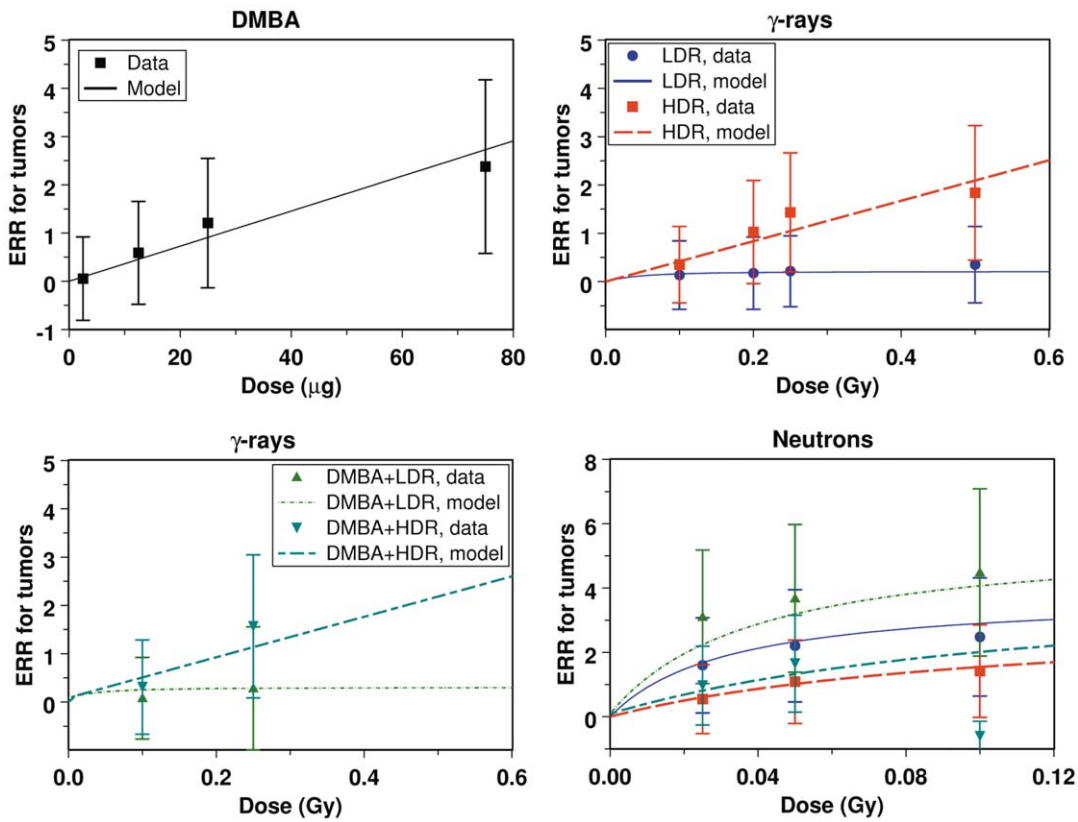 DMBA
5
4
3
2
1
0
-1
ERR for tumors
Data
Model
0 20 40 60 80
Dose (μg)
γ-rays
5
4
3
2
1
0
-1
ERR for tumors
LDR, data
LDR, model
HDR, data
HDR, model
0.0 0.2 0.4 0.6
Dose (Gy)
γ-rays
5
4
3
2
1
0
ERR for tumors
DMBA+LDR, data
DMBA+LDR, model
DMBA+HDR, data
DMBA+HDR, model
0.0 0.2 0.4 0.6
Dose (Gy)
Neutrons
8
6
4
2
0
ERR for tumors
0.00 0.04 0.08 0.12
Dose (Gy)